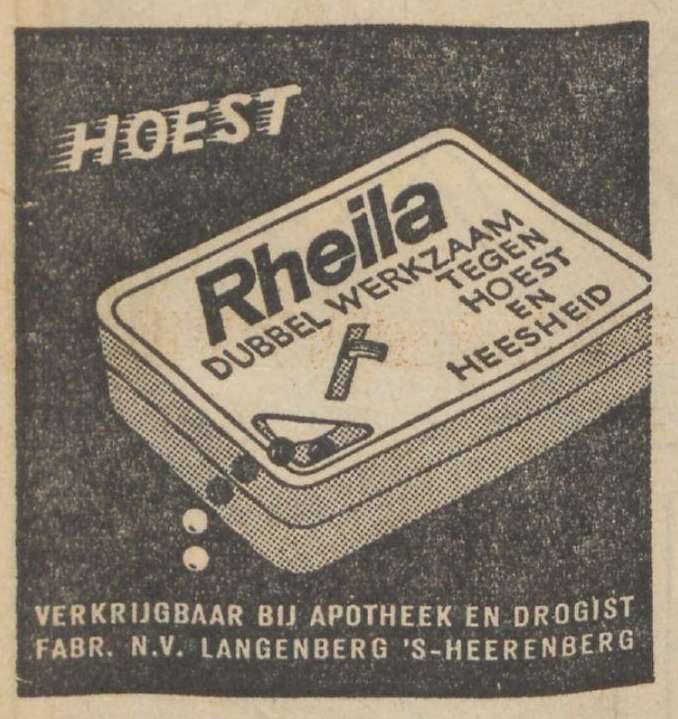 HOEST
Rheila
DUBBEL WERKZAAM
TEGEN
HOEST
EN
HEESHEID
VERKRIJGBAAR BIJ APOTHEEK EN DROGIST
FABR. N.V. LANGENBERG 'S-HEERENBERG